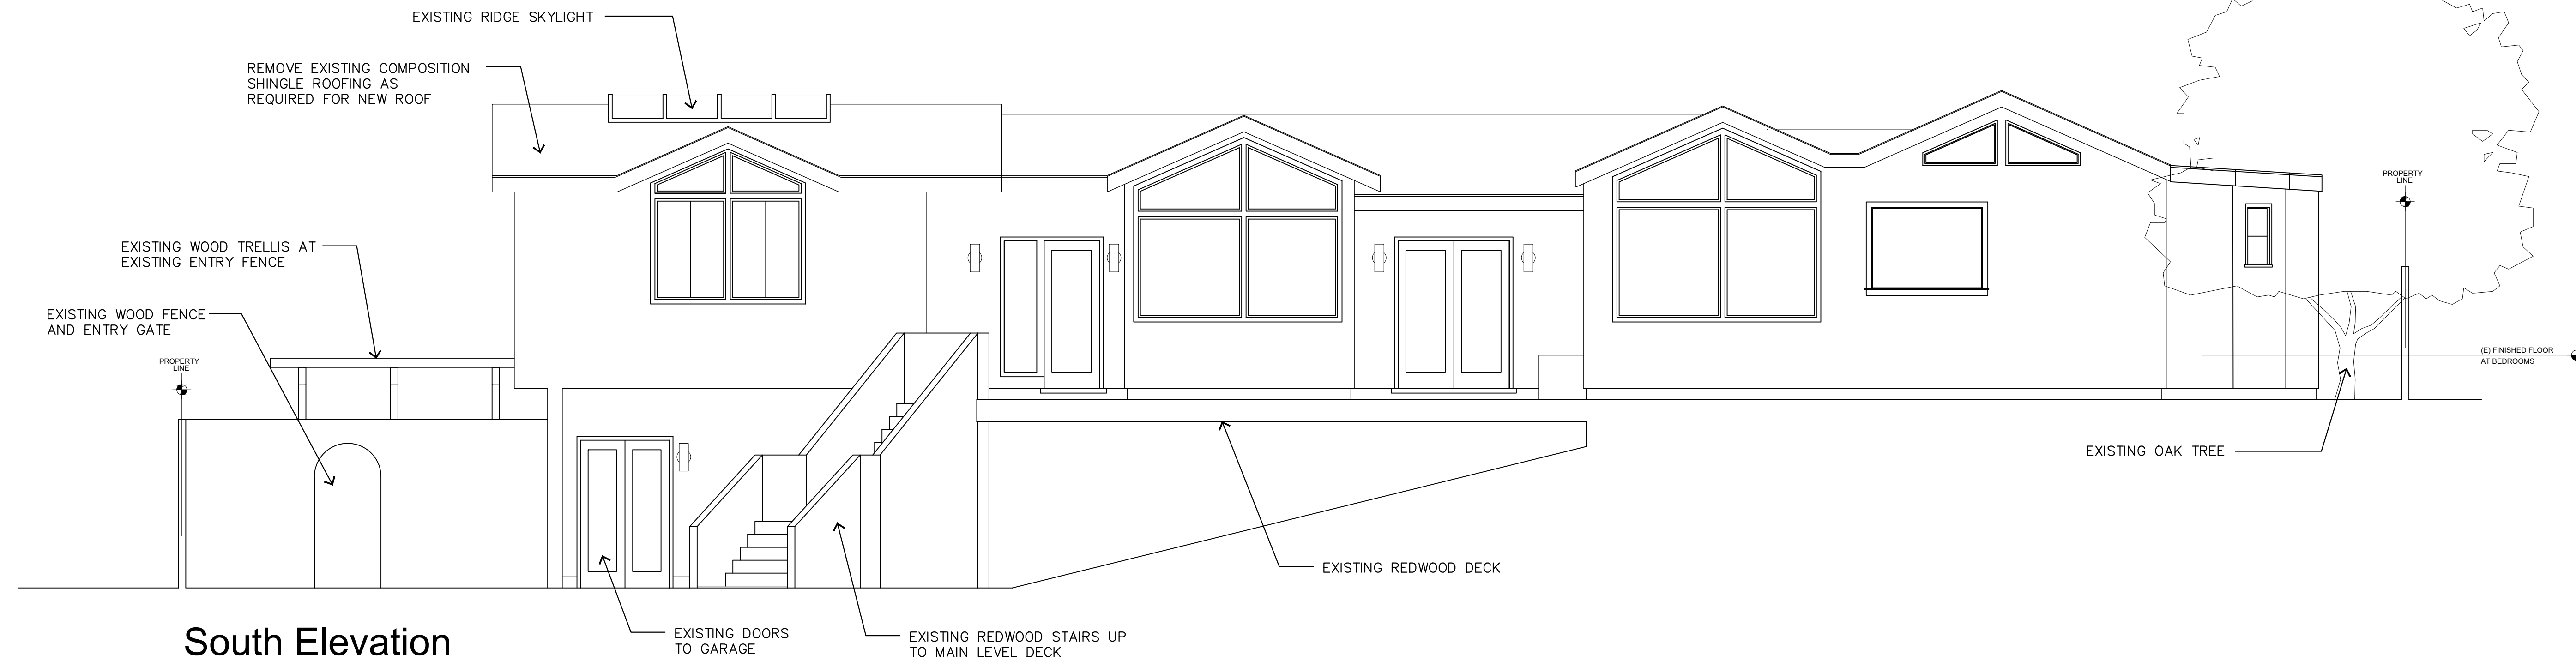 EXISTING RIDGE SKYLIGHT
REMOVE EXISTING COMPOSITION
SHINGLE ROOFING AS
REQUIRED FOR NEW ROOF
EXISTING WOOD TRELLIS AT
EXISTING ENTRY FENCE
EXISTING WOOD FENCE
AND ENTRY GATE
PROPERTY
LINE
PROPERTY
LINE
(E) FINISHED FLOOR
AT BEDROOMS
EXISTING OAK TREE
EXISTING REDWOOD DECK
EXISTING DOORS
TO GARAGE
EXISTING REDWOOD STAIRS UP
TO MAIN LEVEL DECK
South Elevation